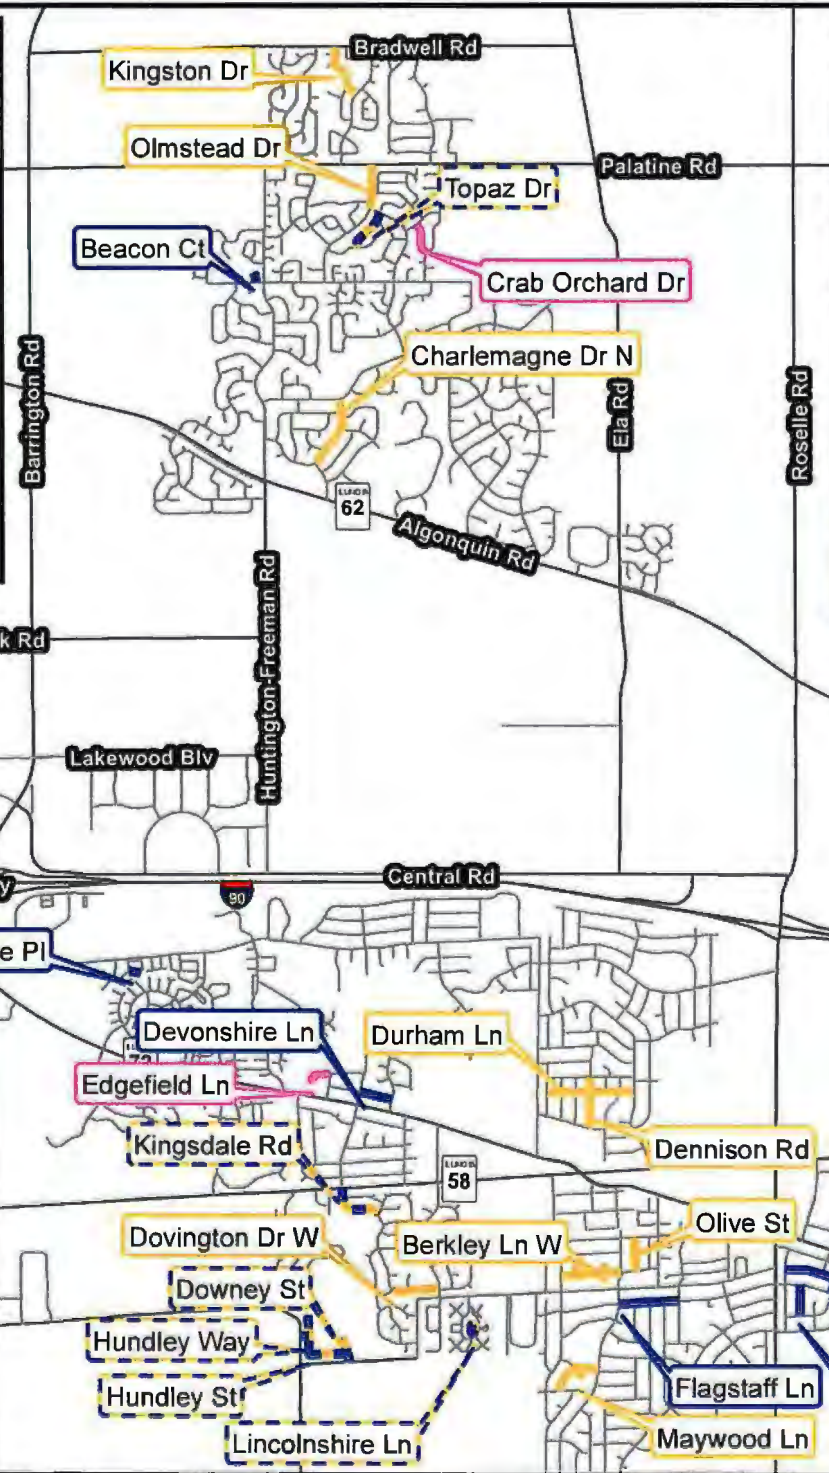 Bradwell Rd
Kingston Dr
Olmstead Dr
Palatine Rd
Topaz Dr
Beacon Ct
Crab Orchard Dr
Charlemagne Dr N
Barrington Rd
Ela Rd
Roselle Rd
62
Algonquin Rd
Huntington-Freeman Rd
k Rd
Lakewood Blv
Central Rd
y
90
e Pl
Devonshire Ln
Durham Ln
Edgefield Ln
Kingsdale Rd
Dennison Rd
58
Olive St
Dovington Dr W
Berkley Ln W
Downey St
Hundley Way
Hundley St
Flagstaff Ln
Lincolnshire Ln
Maywood Ln